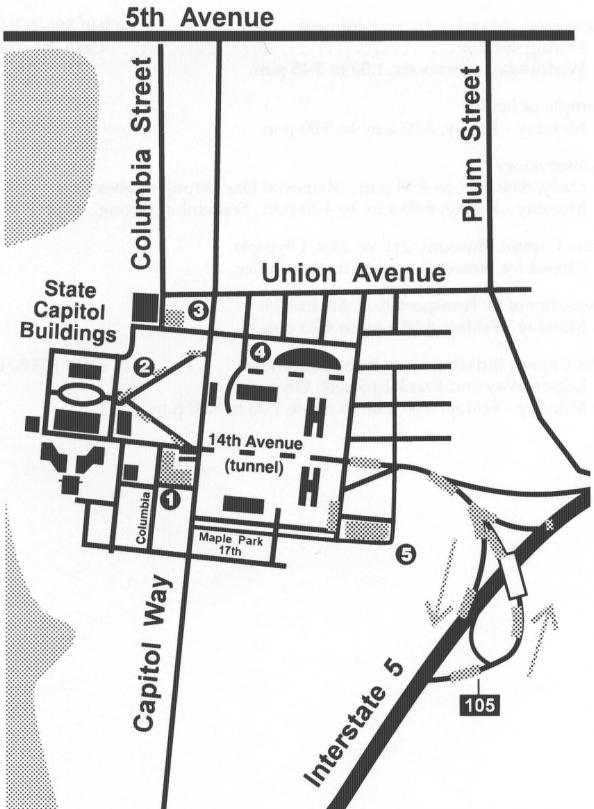 5th Avenue
Columbia Street
Plum Street
Union Avenue
State
Capitol
Buildings
3
2
4
14th Avenue
(tunnel)
1
Columbia
Maple Park
17th
5
Capitol Way
Interstate 5
105